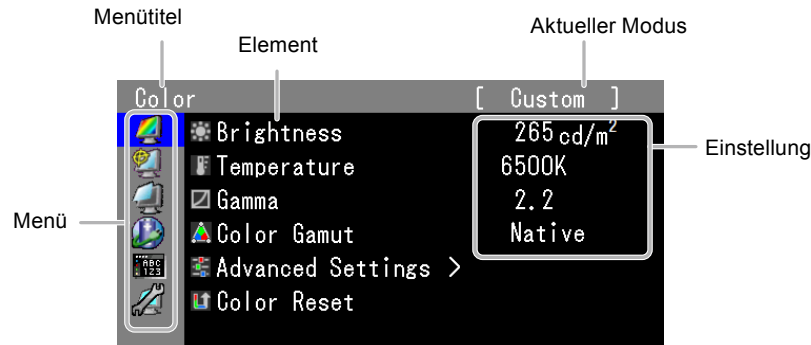 Menütitel
Element
Aktueller Modus
Color [ Custom ]
Brightness 265 cd/m²
Temperature 6500K
Einstellung
Gamma 2.2
Menü
Color Gamut Native
ABC
123
Advanced Settings >
Color Reset